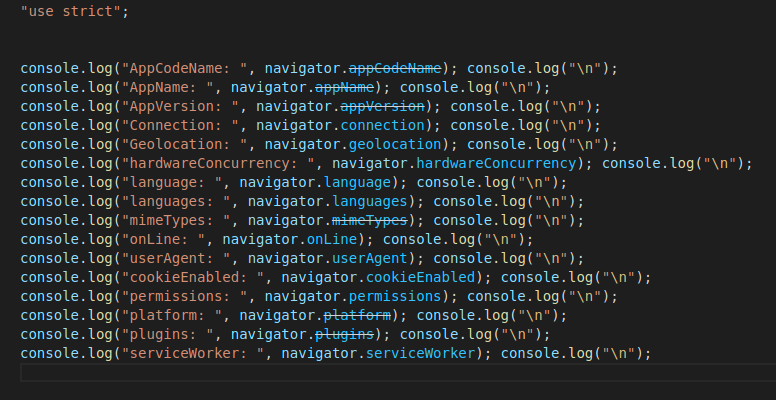 "use strict";
console.log("AppCodeName: ", navigator.appCodeName); console.log("\n");
console.log("AppName: ", navigator.appName); console.log("\n");
console.log("AppVersion: ", navigator.appVersion); console.log("\n");
console.log("Connection: ", navigator.connection); console.log("\n");
console.log("Geolocation: ", navigator.geolocation); console.log("\n");
console.log("hardwareConcurrency: ", navigator.hardwareConcurrency); console.log("\n");
console.log("language: ", navigator.language); console.log("\n");
console.log("languages: ", navigator.languages); console.log("\n");
console.log("mimeTypes: ", navigator.mimeTypes); console.log("\n");
console.log("onLine: ", navigator.onLine); console.log("\n");
console.log("userAgent: ", navigator.userAgent); console.log("\n");
console.log("cookieEnabled: ", navigator.cookieEnabled); console.log("\n");
console.log("permissions: ", navigator.permissions); console.log("\n");
console.log("platform: ", navigator.platform); console.log("\n");
console.log("plugins: ", navigator.plugins); console.log("\n");
console.log("serviceWorker: ", navigator.serviceWorker); console.log("\n");